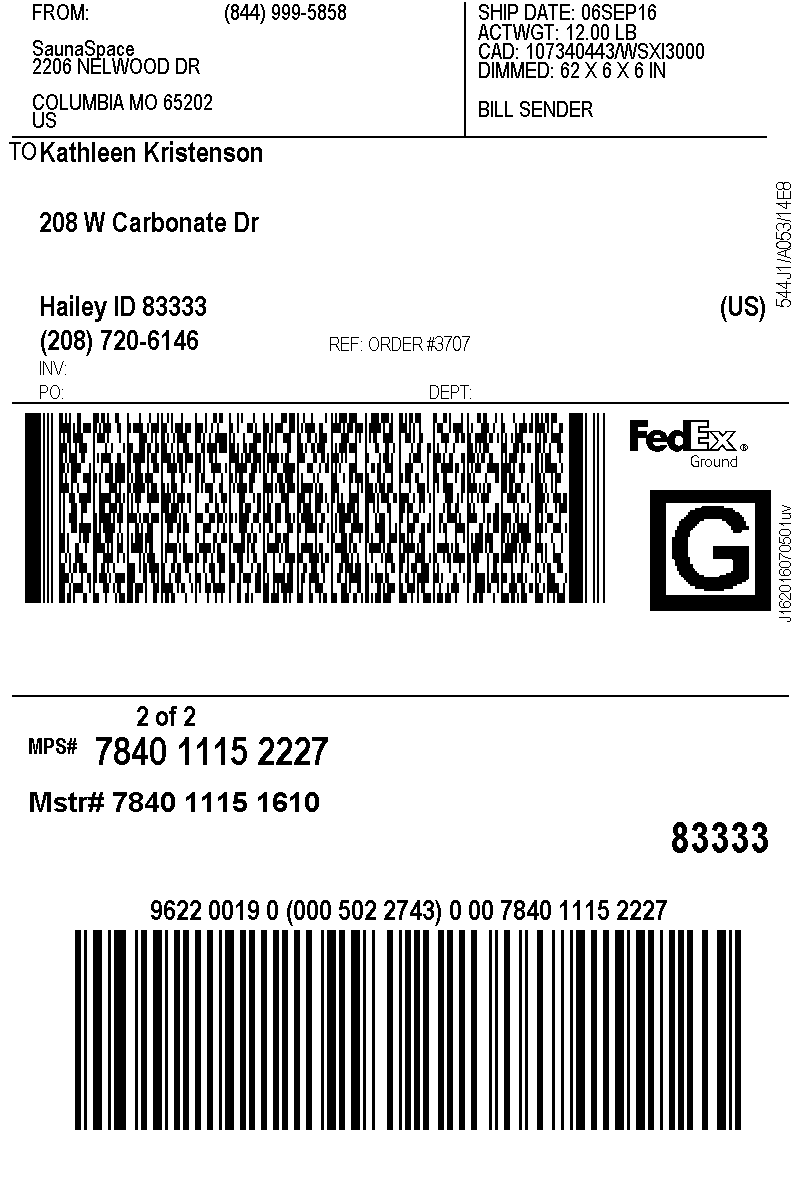 FROM: (844) 999-5858
SaunaSpace
2206 NELWOOD DR
COLUMBIA MO 65202
US
SHIP DATE: 06SEP16
ACTWGT: 12.00 LB
CAD: 107340443/WSXI3000
DIMMED: 62 X 6 X 6 IN
BILL SENDER
TO Kathleen Kristenson
208 W Carbonate Dr
Hailey ID 83333 (US)
(208) 720-6146 REF: ORDER #3707
INV:
PO: DEPT:
544J1/A053/14E8
FedEx®
Ground
G
J162016070501uv
2 of 2
MPS# 7840 1115 2227
Mstr# 7840 1115 1610
83333
9622 0019 0 (000 502 2743) 0 00 7840 1115 2227